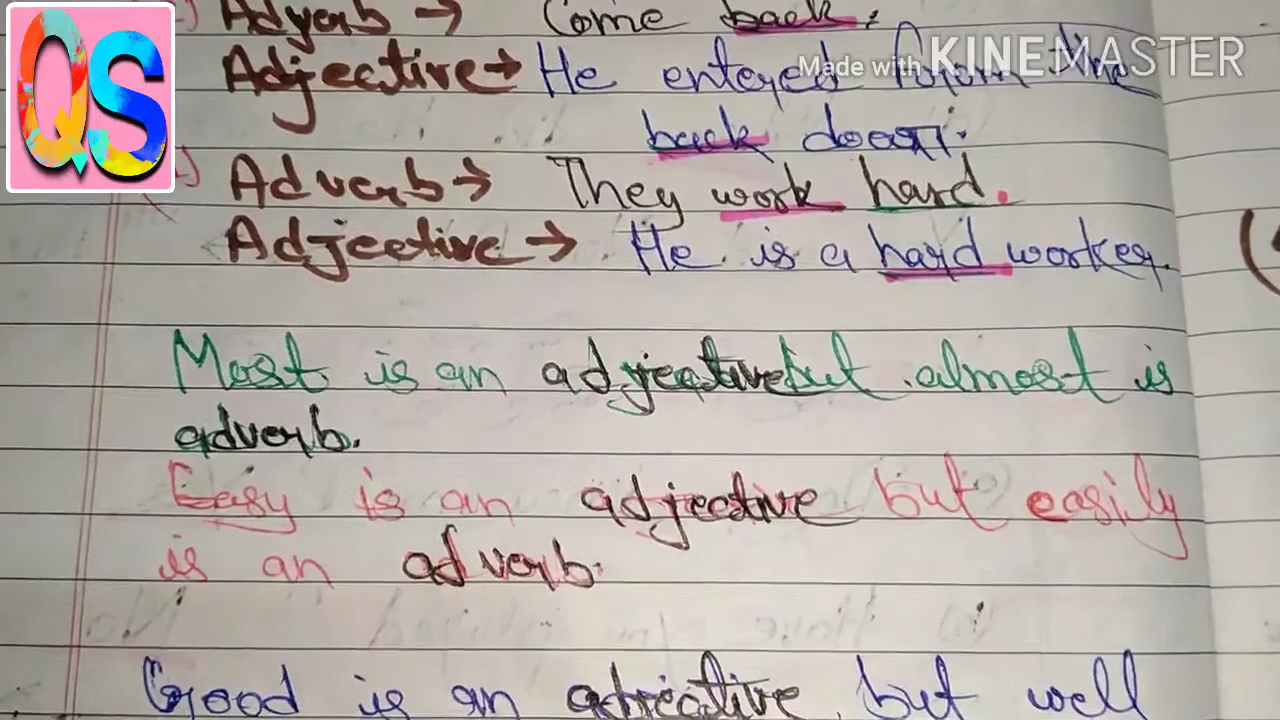 Adverb → Come back.
Adjective → He entered from the
back door.
Adverb → They work hard.
Adjective → He is a hard worker.
Most is an adjective but almost is
adverb.
Easy is an adjective but easily
is an adverb.
Good is an adjective but well
QS
Made with KINEMASTER